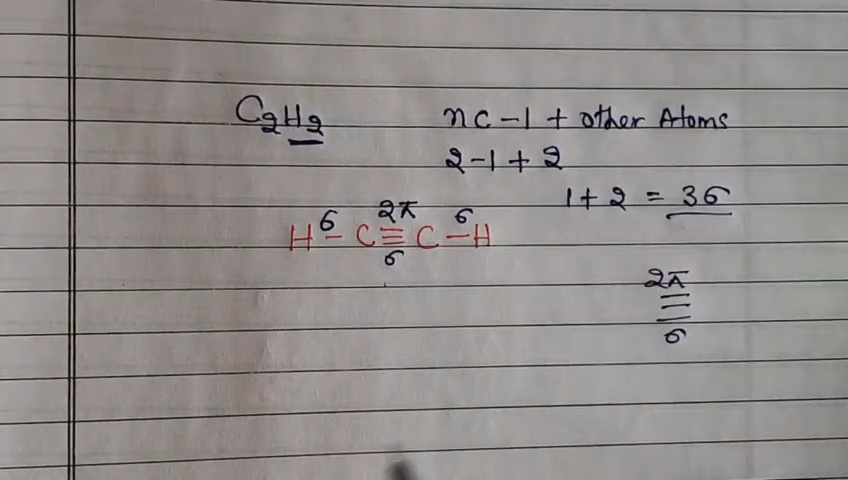 C₂H₂ nc - 1 + other Atoms
2 - 1 + 2
1 + 2 = 3σ
σ 2π σ
H - C ≡ C - H
σ
2π
≡
σ